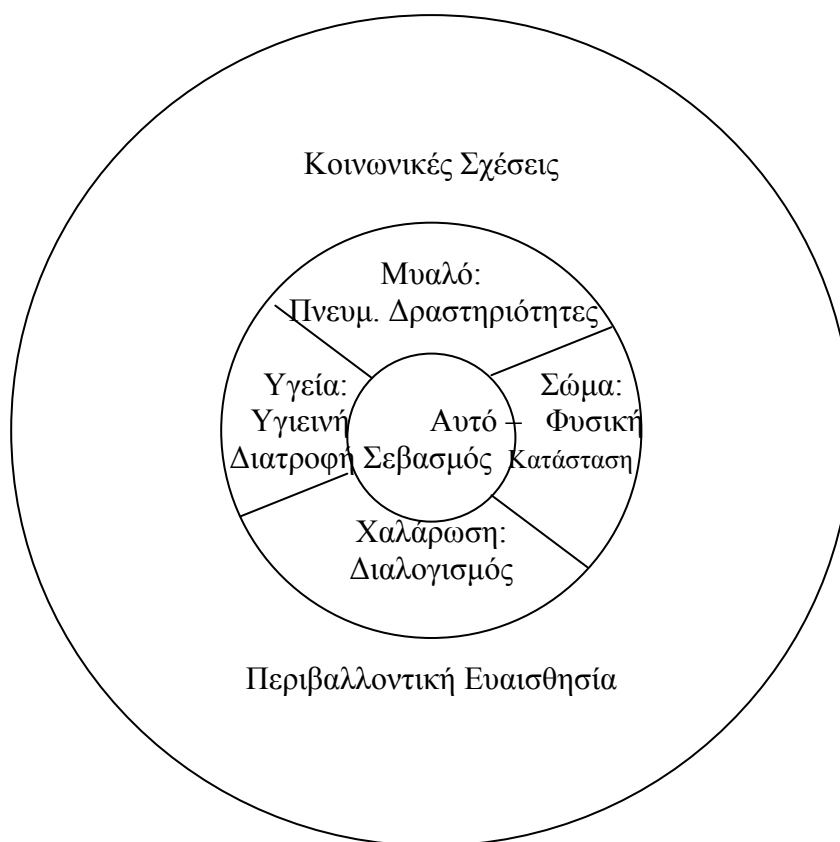 Κοινωνικές Σχέσεις
Μυαλό:
Πνευμ. Δραστηριότητες
Υγεία:
Υγιεινή
Διατροφή
Αυτό –
Σεβασμός
Σώμα:
Φυσική
Κατάσταση
Χαλάρωση:
Διαλογισμός
Περιβαλλοντική Ευαισθησία